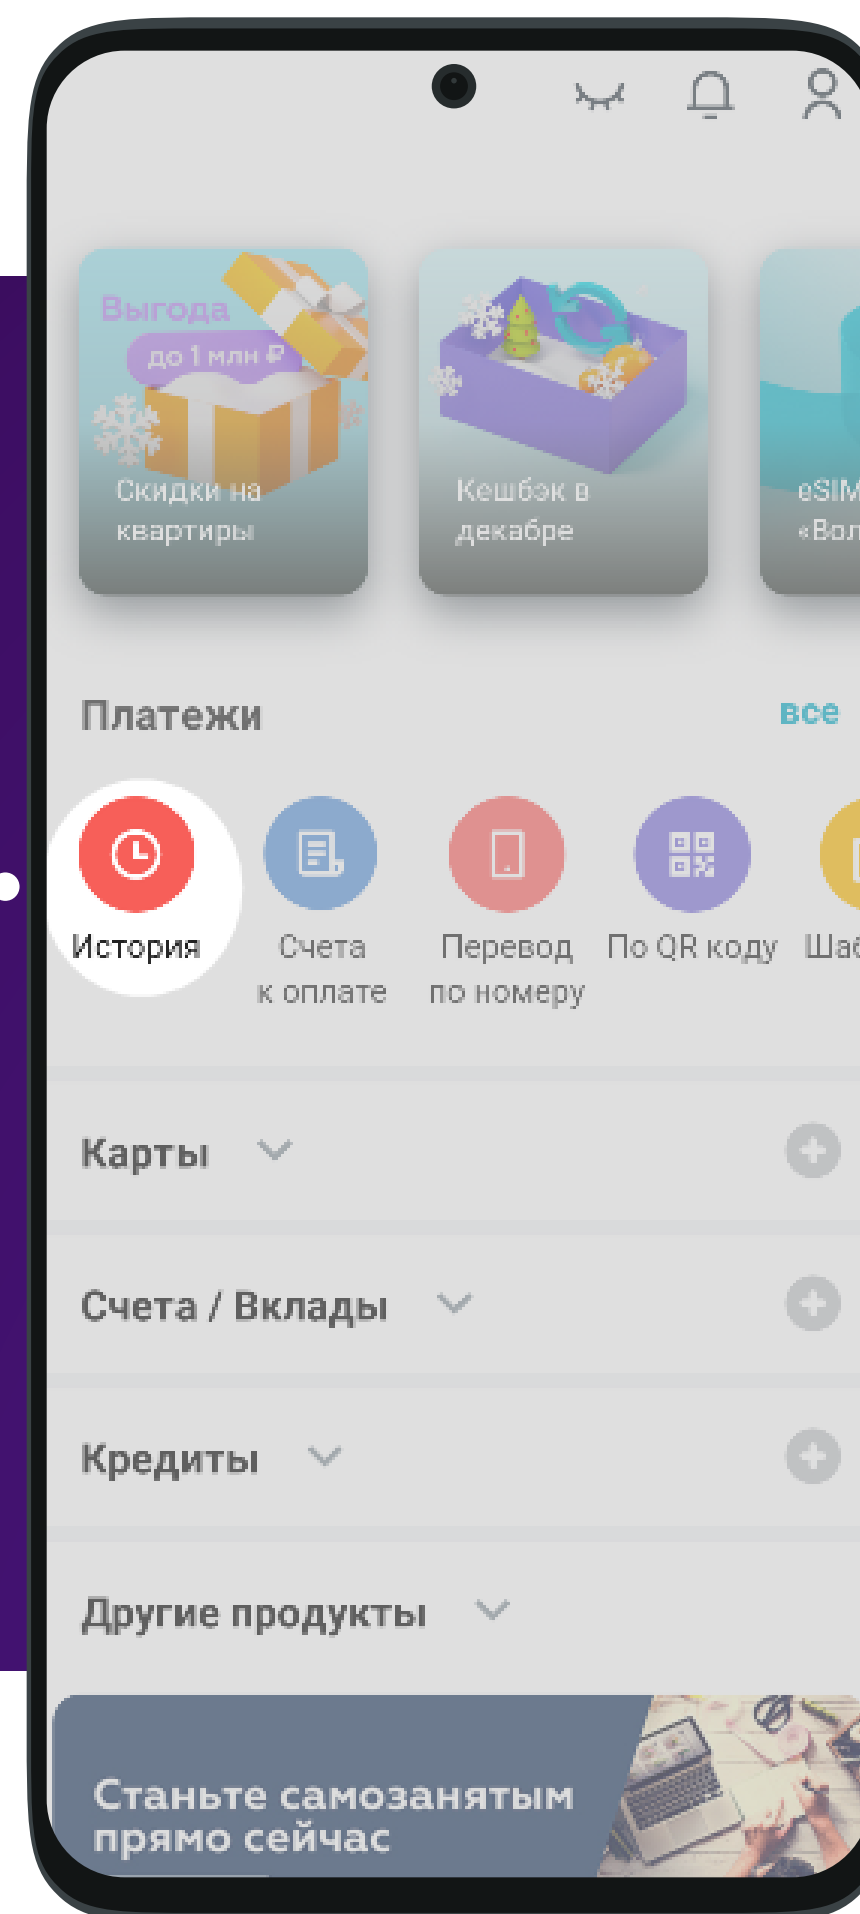 Выгода
до 1 млн ₽
Скидки на
квартиры
Кешбэк в
декабре
eSIM
Платежи
все
История
Счета
к оплате
Перевод
по номеру
По QR коду
Карты
Счета / Вклады
Кредиты
Другие продукты
Станьте самозанятым
прямо сейчас